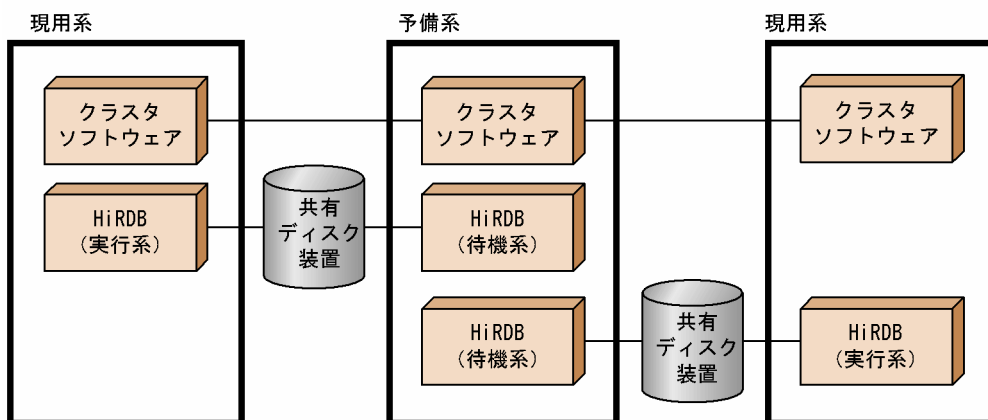 現用系
予備系
現用系
クラスタ
ソフトウェア
クラスタ
ソフトウェア
クラスタ
ソフトウェア
HiRDB
（実行系）
共有
ディスク
装置
HiRDB
（待機系）
HiRDB
（待機系）
共有
ディスク
装置
HiRDB
（実行系）